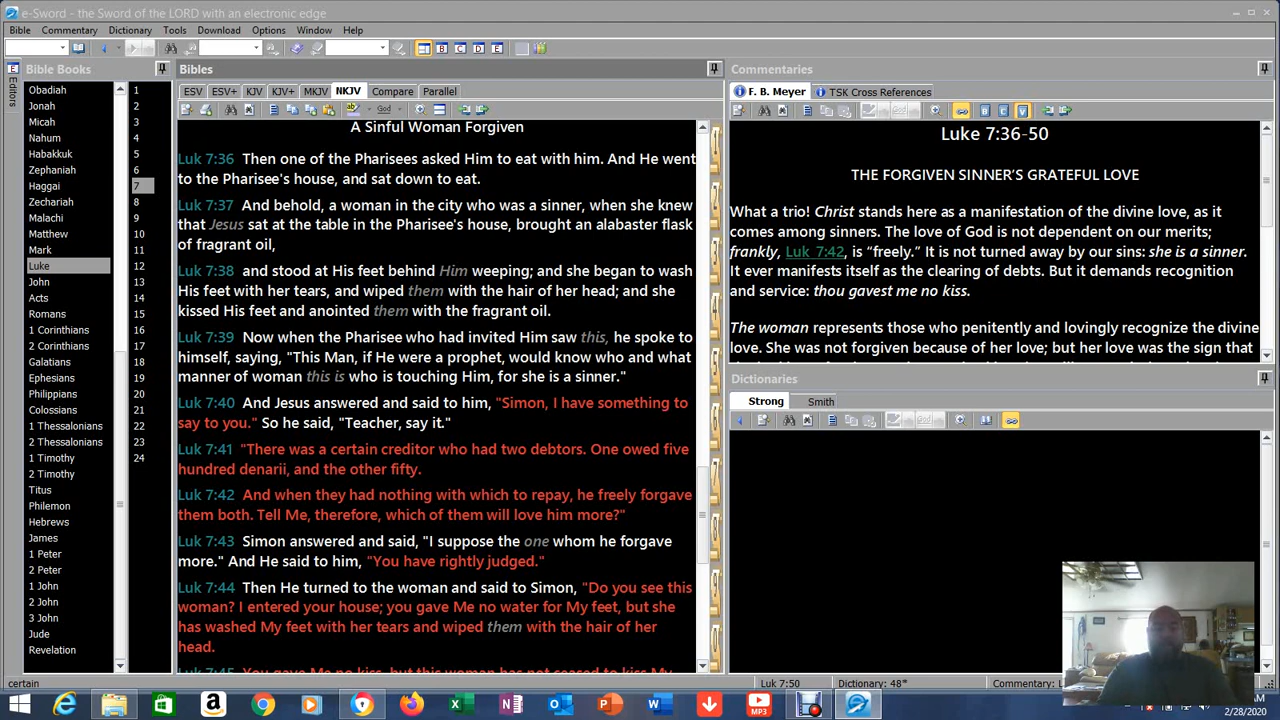 e-Sword - the Sword of the LORD with an electronic edge
Bible Commentary Dictionary Tools Download Options Window Help
B C D E
Editors
Bible Books
Obadiah
Jonah
Micah
Nahum
Habakkuk
Zephaniah
Haggai
Zechariah
Malachi
Matthew
Mark
Luke
John
Acts
Romans
1 Corinthians
2 Corinthians
Galatians
Ephesians
Philippians
Colossians
1 Thessalonians
2 Thessalonians
1 Timothy
2 Timothy
Titus
Philemon
Hebrews
James
1 Peter
2 Peter
1 John
2 John
3 John
Jude
Revelation
1
2
3
4
5
6
7
8
9
10
11
12
13
14
15
16
17
18
19
20
21
22
23
24
Bibles
ESV ESV+ KJV KJV+ MKJV NKJV Compare Parallel
God
A Sinful Woman Forgiven
Luk 7:36 Then one of the Pharisees asked Him to eat with him. And He went
to the Pharisee's house, and sat down to eat.
Luk 7:37 And behold, a woman in the city who was a sinner, when she knew
that Jesus sat at the table in the Pharisee's house, brought an alabaster flask
of fragrant oil,
Luk 7:38 and stood at His feet behind Him weeping; and she began to wash
His feet with her tears, and wiped them with the hair of her head; and she
kissed His feet and anointed them with the fragrant oil.
Luk 7:39 Now when the Pharisee who had invited Him saw this, he spoke to
himself, saying, "This Man, if He were a prophet, would know who and what
manner of woman this is who is touching Him, for she is a sinner."
Luk 7:40 And Jesus answered and said to him, "Simon, I have something to
say to you." So he said, "Teacher, say it."
Luk 7:41 "There was a certain creditor who had two debtors. One owed five
hundred denarii, and the other fifty.
Luk 7:42 And when they had nothing with which to repay, he freely forgave
them both. Tell Me, therefore, which of them will love him more?"
Luk 7:43 Simon answered and said, "I suppose the one whom he forgave
more." And He said to him, "You have rightly judged."
Luk 7:44 Then He turned to the woman and said to Simon, "Do you see this
woman? I entered your house; you gave Me no water for My feet, but she
has washed My feet with her tears and wiped them with the hair of her
head.
Luk 7:45 You gave Me no kiss, but this woman has not ceased to kiss My
Commentaries
F. B. Meyer TSK Cross References
Luke 7:36-50
THE FORGIVEN SINNER’S GRATEFUL LOVE
What a trio! Christ stands here as a manifestation of the divine love, as it
comes among sinners. The love of God is not dependent on our merits;
frankly, Luk 7:42, is “freely.” It is not turned away by our sins: she is a sinner.
It ever manifests itself as the clearing of debts. But it demands recognition
and service: thou gavest me no kiss.
The woman represents those who penitently and lovingly recognize the divine
love. She was not forgiven because of her love; but her love was the sign that
Dictionaries
Strong Smith
certain
Luk 7:50 Dictionary: 48* Commentary: L
MP3
2/28/2020